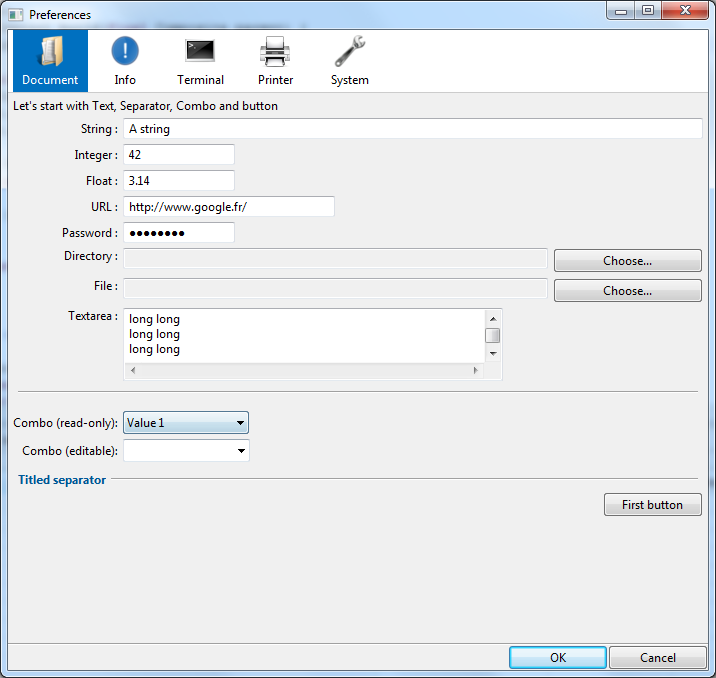 Preferences
Document Info Terminal Printer System
Let's start with Text, Separator, Combo and button
String : A string
Integer : 42
Float : 3.14
URL : http://www.google.fr/
Password : ●●●●●●●●
Directory : Choose...
File : Choose...
Textarea : long long
long long
long long
Combo (read-only): Value 1
Combo (editable):
Titled separator
First button
OK Cancel